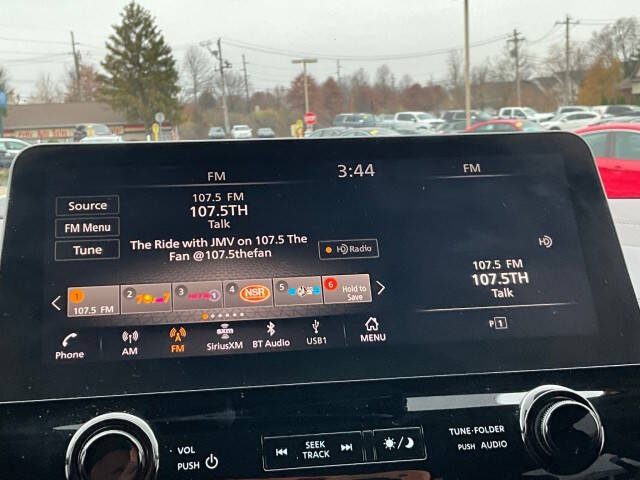 FM
3:44
FM
Source
FM Menu
Tune
107.5 FM
107.5TH
Talk
The Ride with JMV on 107.5 The
Fan @107.5thefan
HD Radio
1
107.5 FM
2
3
4 NSR
5
6 Hold to
Save
Phone
AM
FM
sxm
SiriusXM
BT Audio
USB1
MENU
HD
107.5 FM
107.5TH
Talk
P 1
VOL
PUSH
SEEK
TRACK
TUNE·FOLDER
PUSH AUDIO